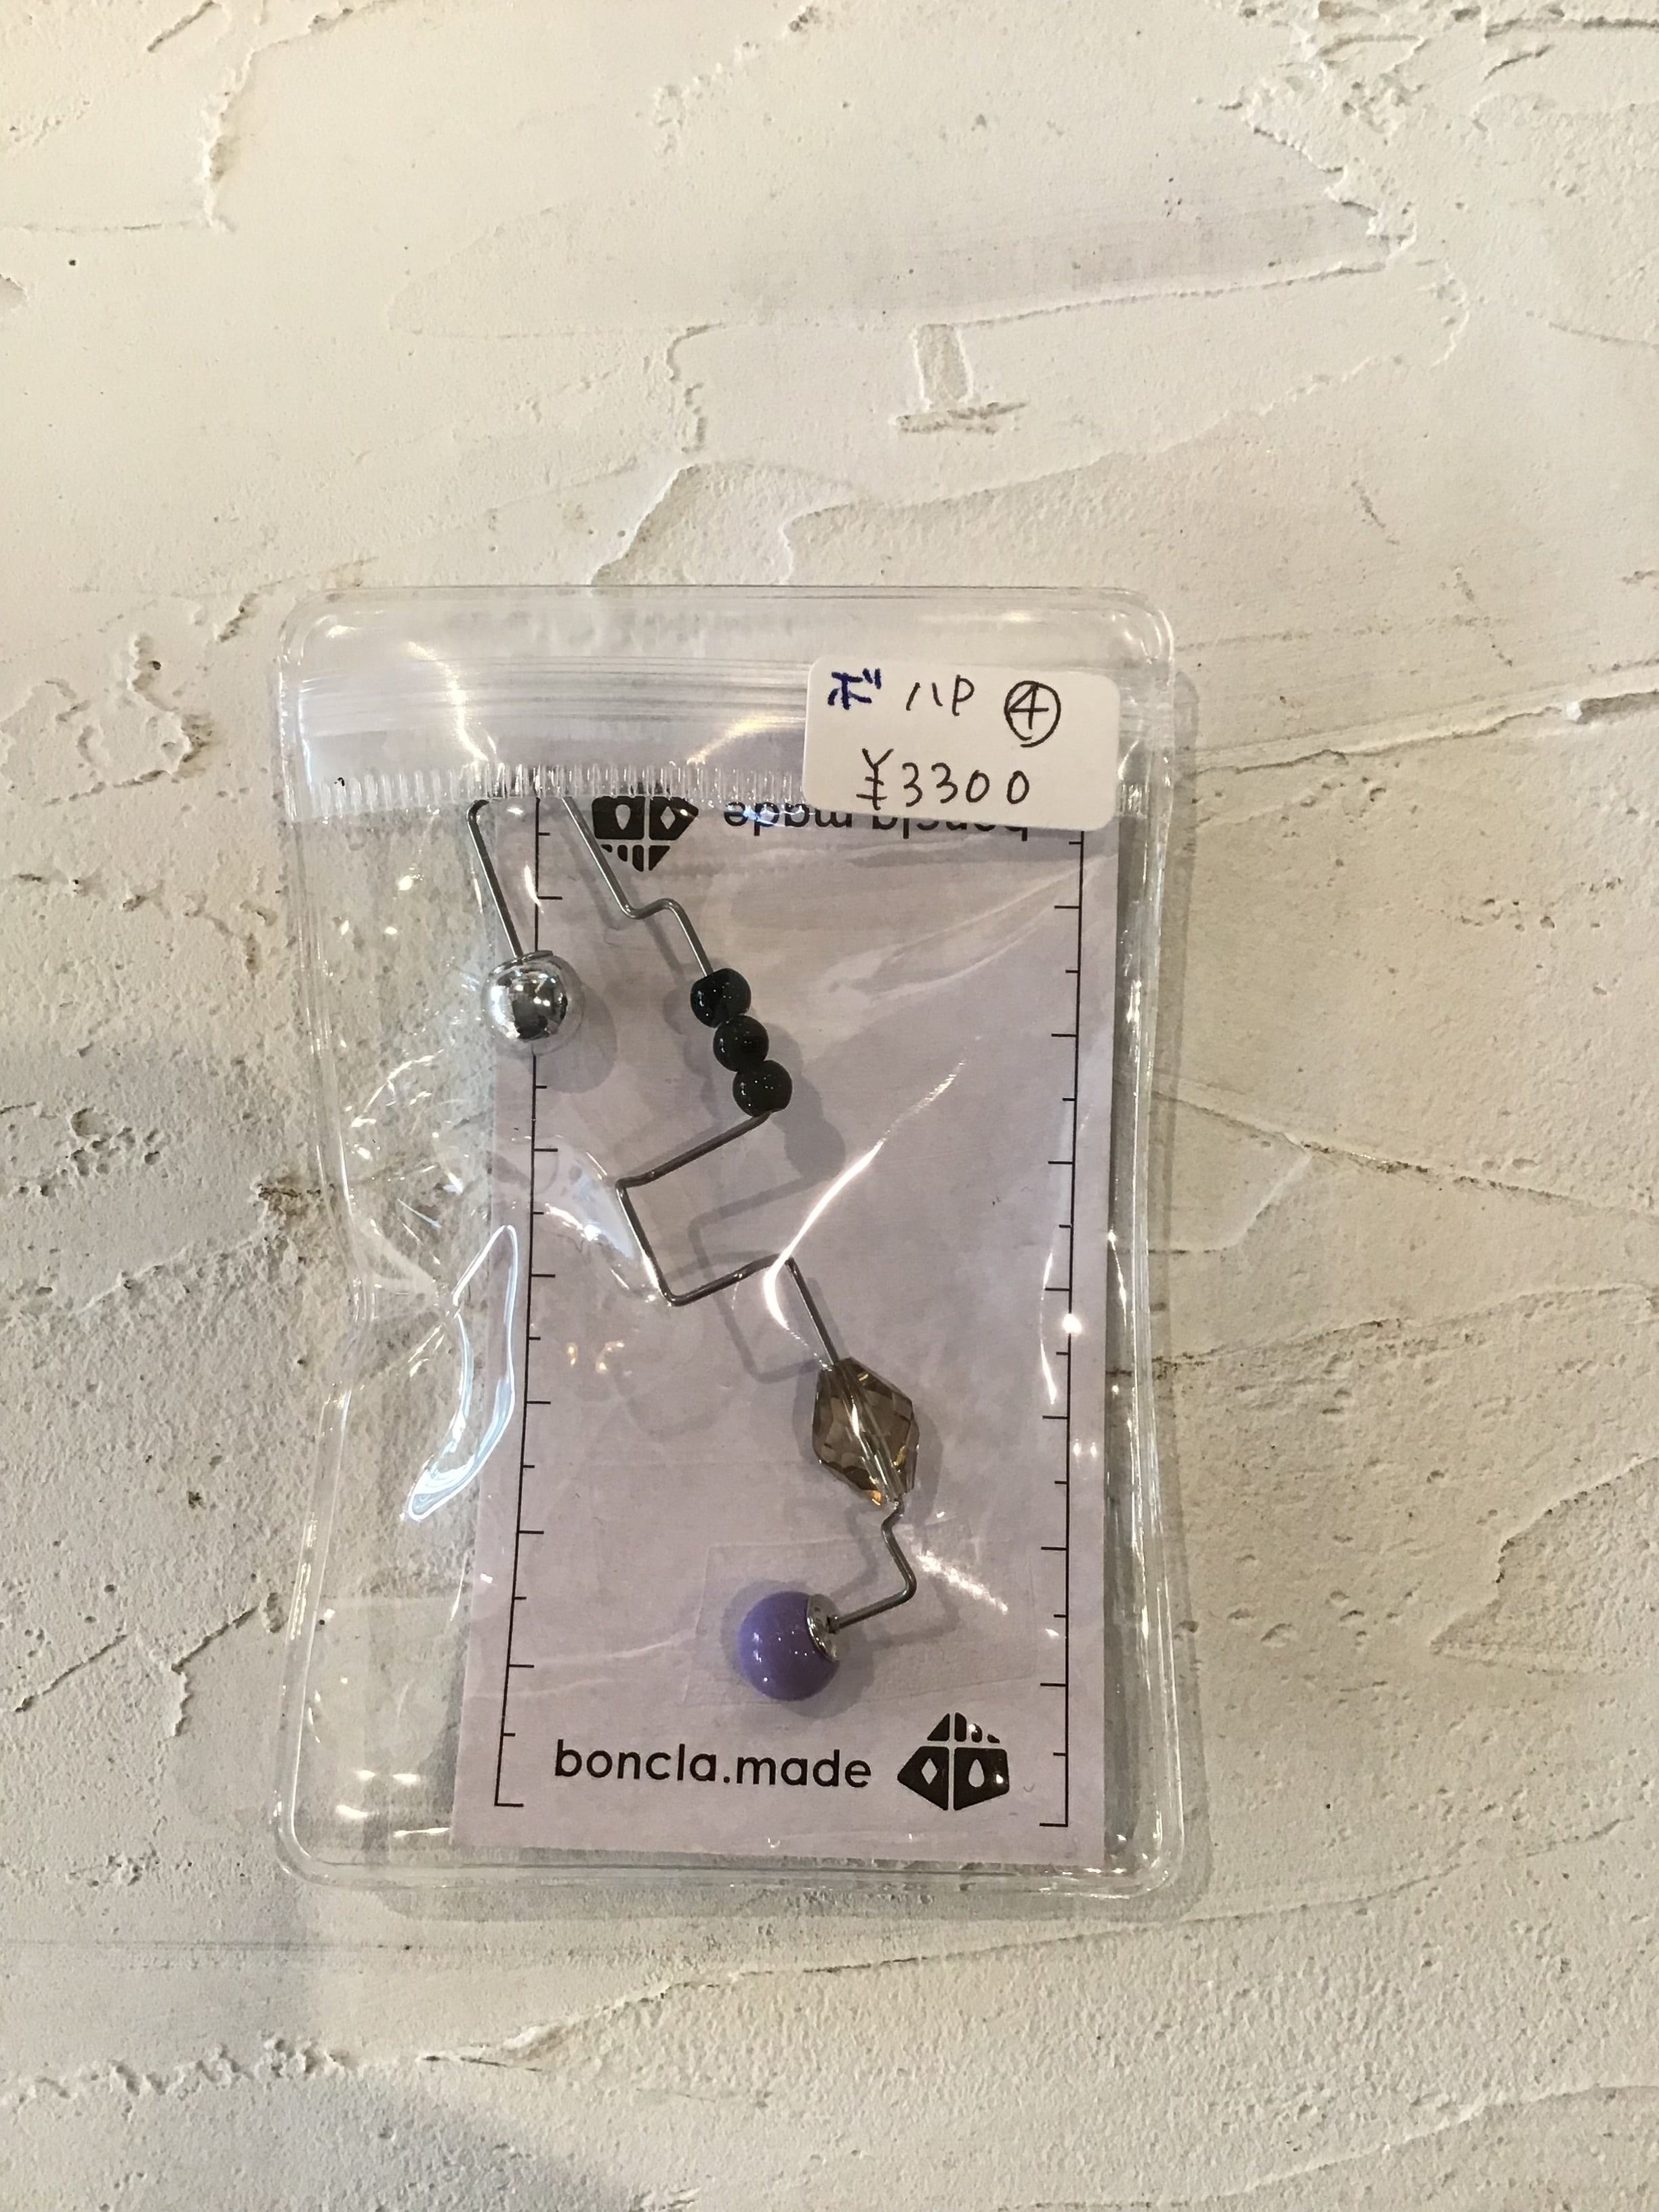 ボ ハP ④
¥3300
boncla.made
boncla.made